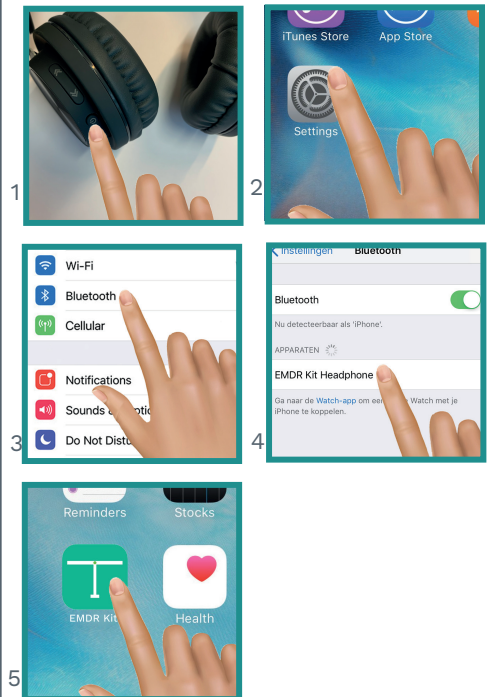 1
iTunes Store App Store
Settings
2
Wi-Fi
Bluetooth
Cellular
Notifications
Sounds
Do Not Distu
3
Instellingen Bluetooth
Bluetooth
Nu detecteerbaar als 'iPhone'.
APPARATEN
EMDR Kit Headphone
Ga naar de Watch-app om een Watch met je
iPhone te koppelen.
4
Reminders Stocks
EMDR Kit
Health
5